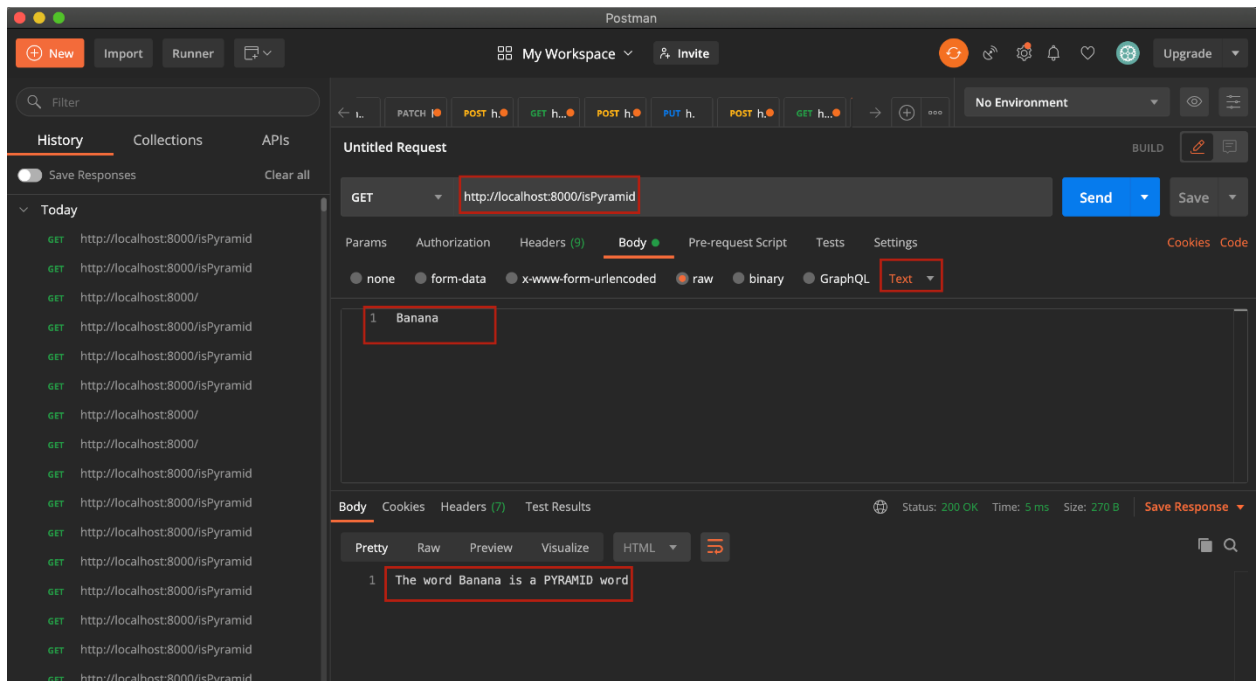 Postman
New Import Runner My Workspace Invite Upgrade
Filter
History Collections APIs
Save Responses Clear all
Today
GET http://localhost:8000/isPyramid
GET http://localhost:8000/isPyramid
GET http://localhost:8000/
GET http://localhost:8000/isPyramid
GET http://localhost:8000/isPyramid
GET http://localhost:8000/isPyramid
GET http://localhost:8000/
GET http://localhost:8000/
GET http://localhost:8000/isPyramid
GET http://localhost:8000/isPyramid
GET http://localhost:8000/isPyramid
GET http://localhost:8000/isPyramid
GET http://localhost:8000/isPyramid
GET http://localhost:8000/isPyramid
GET http://localhost:8000/isPyramid
GET http://localhost:8000/isPyramid
PATCH POST h. GET h... POST h. PUT h. POST h. GET h... No Environment
Untitled Request BUILD
GET http://localhost:8000/isPyramid Send Save
Params Authorization Headers (9) Body Pre-request Script Tests Settings Cookies Code
none form-data x-www-form-urlencoded raw binary GraphQL Text
1 Banana
Body Cookies Headers (7) Test Results Status: 200 OK Time: 5 ms Size: 270 B Save Response
Pretty Raw Preview Visualize HTML
1 The word Banana is a PYRAMID word